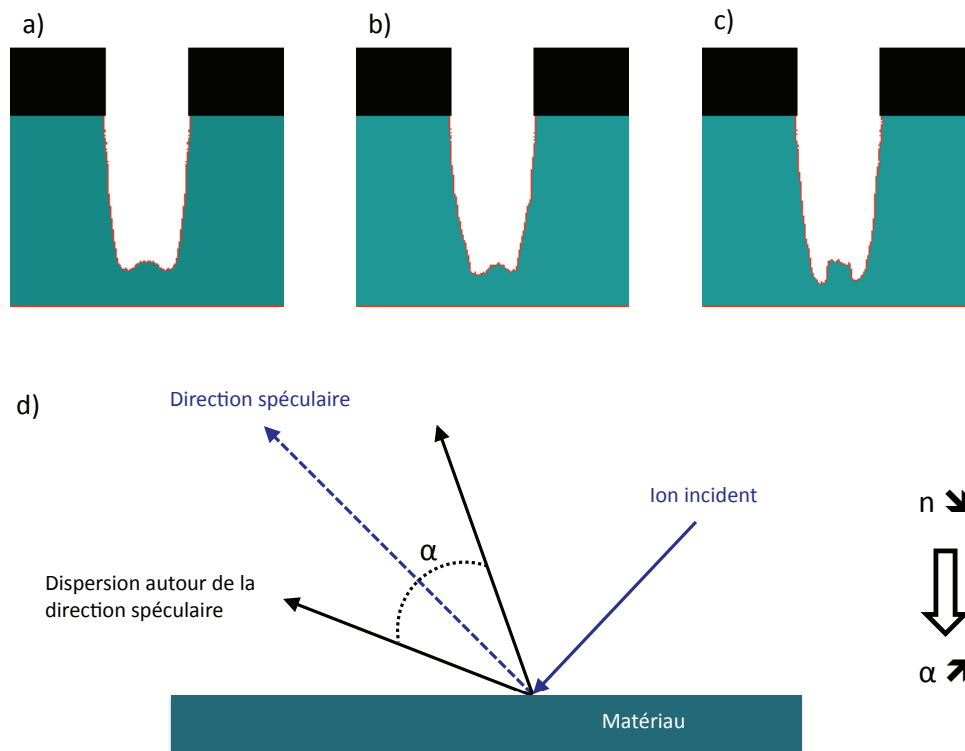 a)
b)
c)
d)
Direction spéculaire
Ion incident
n
α
Dispersion autour de la
direction spéculaire
α
Matériau